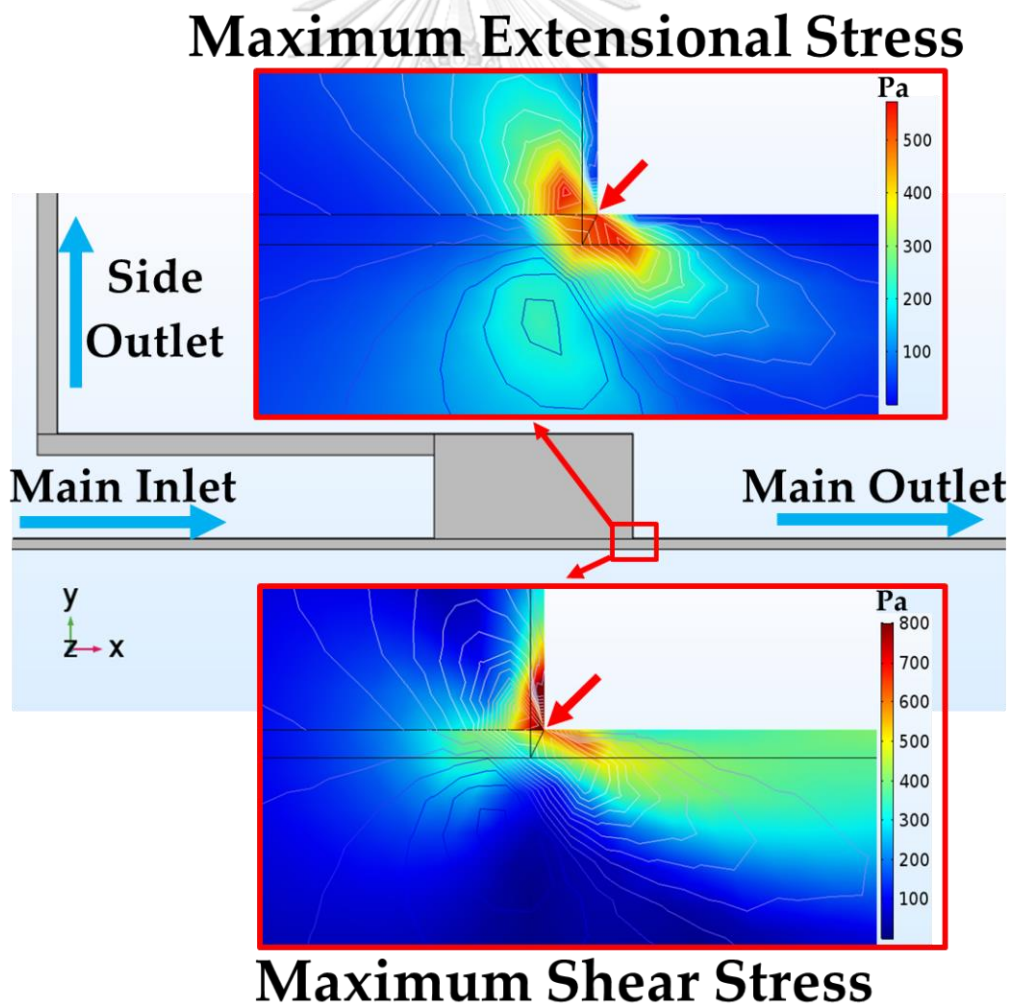 Maximum Extensional Stress
Pa
500
400
300
200
100
Side
Outlet
Main Inlet
Main Outlet
y
z
x
Pa
800
700
600
500
400
300
200
100
Maximum Shear Stress